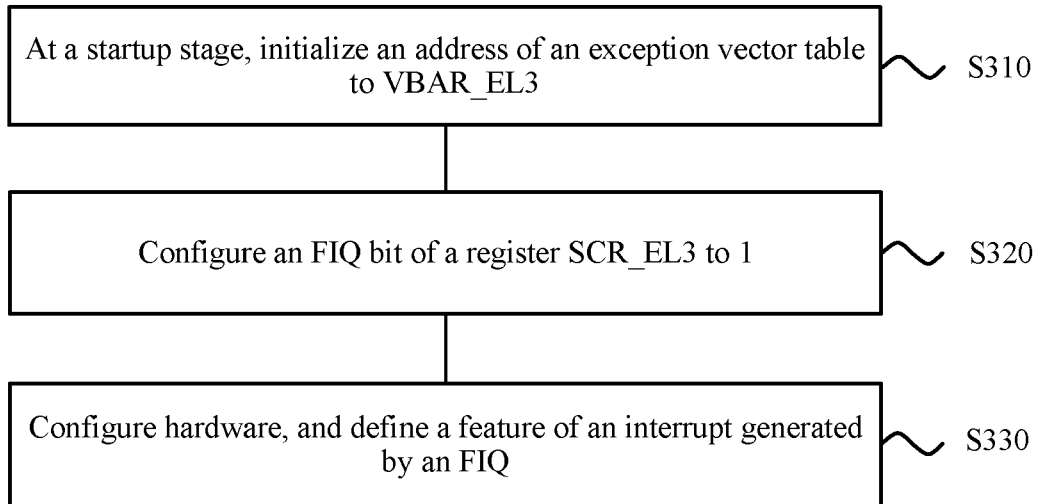 At a startup stage, initialize an address of an exception vector table
to VBAR_EL3
S310
Configure an FIQ bit of a register SCR_EL3 to 1
S320
Configure hardware, and define a feature of an interrupt generated
by an FIQ
S330